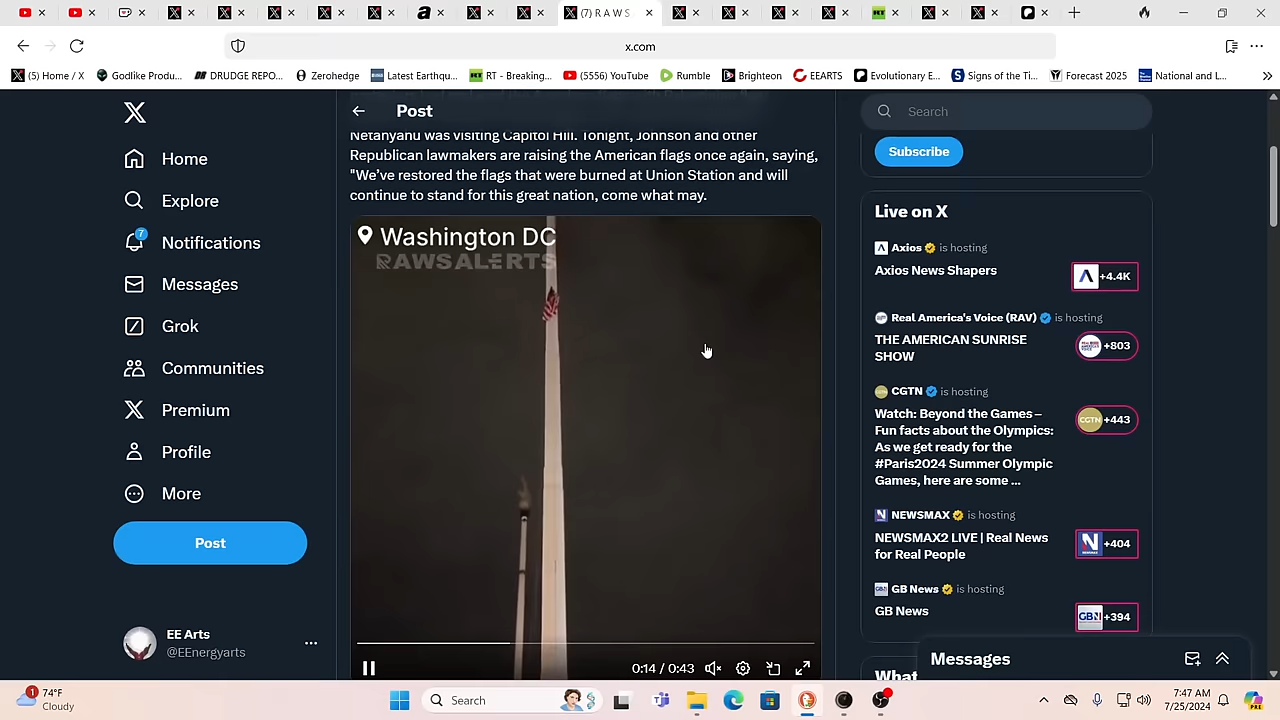 (7) R A W S
x.com
(5) Home / X
Godlike Produ...
DRUDGE REPO...
Zerohedge
Latest Earthqu...
RT - Breaking...
(5556) YouTube
Rumble
Brighteon
EEARTS
Evolutionary E...
Signs of the Ti...
Forecast 2025
National and L...
Post
Search
Netanyahu was visiting Capitol Hill. Tonight, Johnson and other
Republican lawmakers are raising the American flags once again, saying,
"We've restored the flags that were burned at Union Station and will
continue to stand for this great nation, come what may.
Washington DC
RAWSALERTS
0:14 / 0:43
Home
Explore
7
Notifications
Messages
Grok
Communities
Premium
Profile
More
Post
EE Arts
@EEnergyarts
Subscribe
Live on X
Axios is hosting
Axios News Shapers
+4.4K
Real America's Voice (RAV) is hosting
THE AMERICAN SUNRISE
SHOW
+803
CGTN is hosting
Watch: Beyond the Games –
Fun facts about the Olympics:
As we get ready for the
#Paris2024 Summer Olympic
Games, here are some ...
CGTN
+443
NEWSMAX is hosting
NEWSMAX2 LIVE | Real News
for Real People
+404
GB News is hosting
GB News
GBN
+394
What
Messages
1
74°F
Cloudy
Search
7:47 AM
7/25/2024
PRE